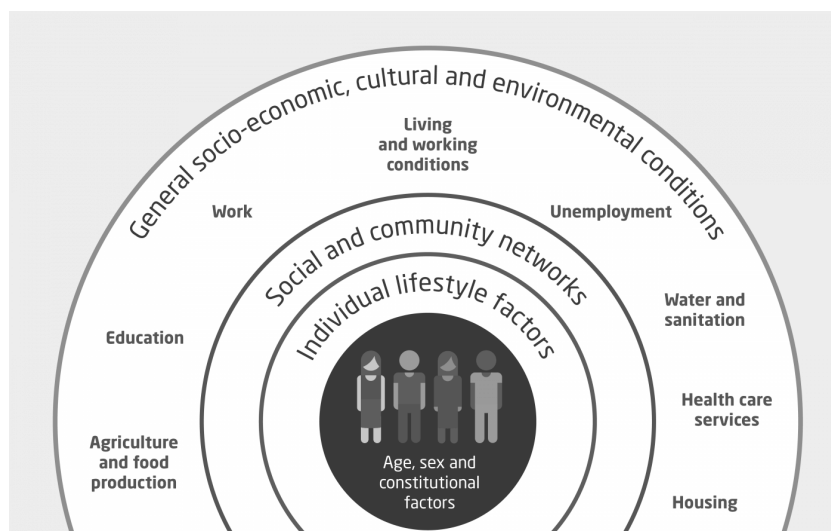 General socio-economic, cultural and environmental conditions
Living
and working
conditions
Work
Unemployment
Social and community networks
Individual lifestyle factors
Water and
sanitation
Education
Health care
services
Agriculture
and food
production
Age, sex and
constitutional
factors
Housing